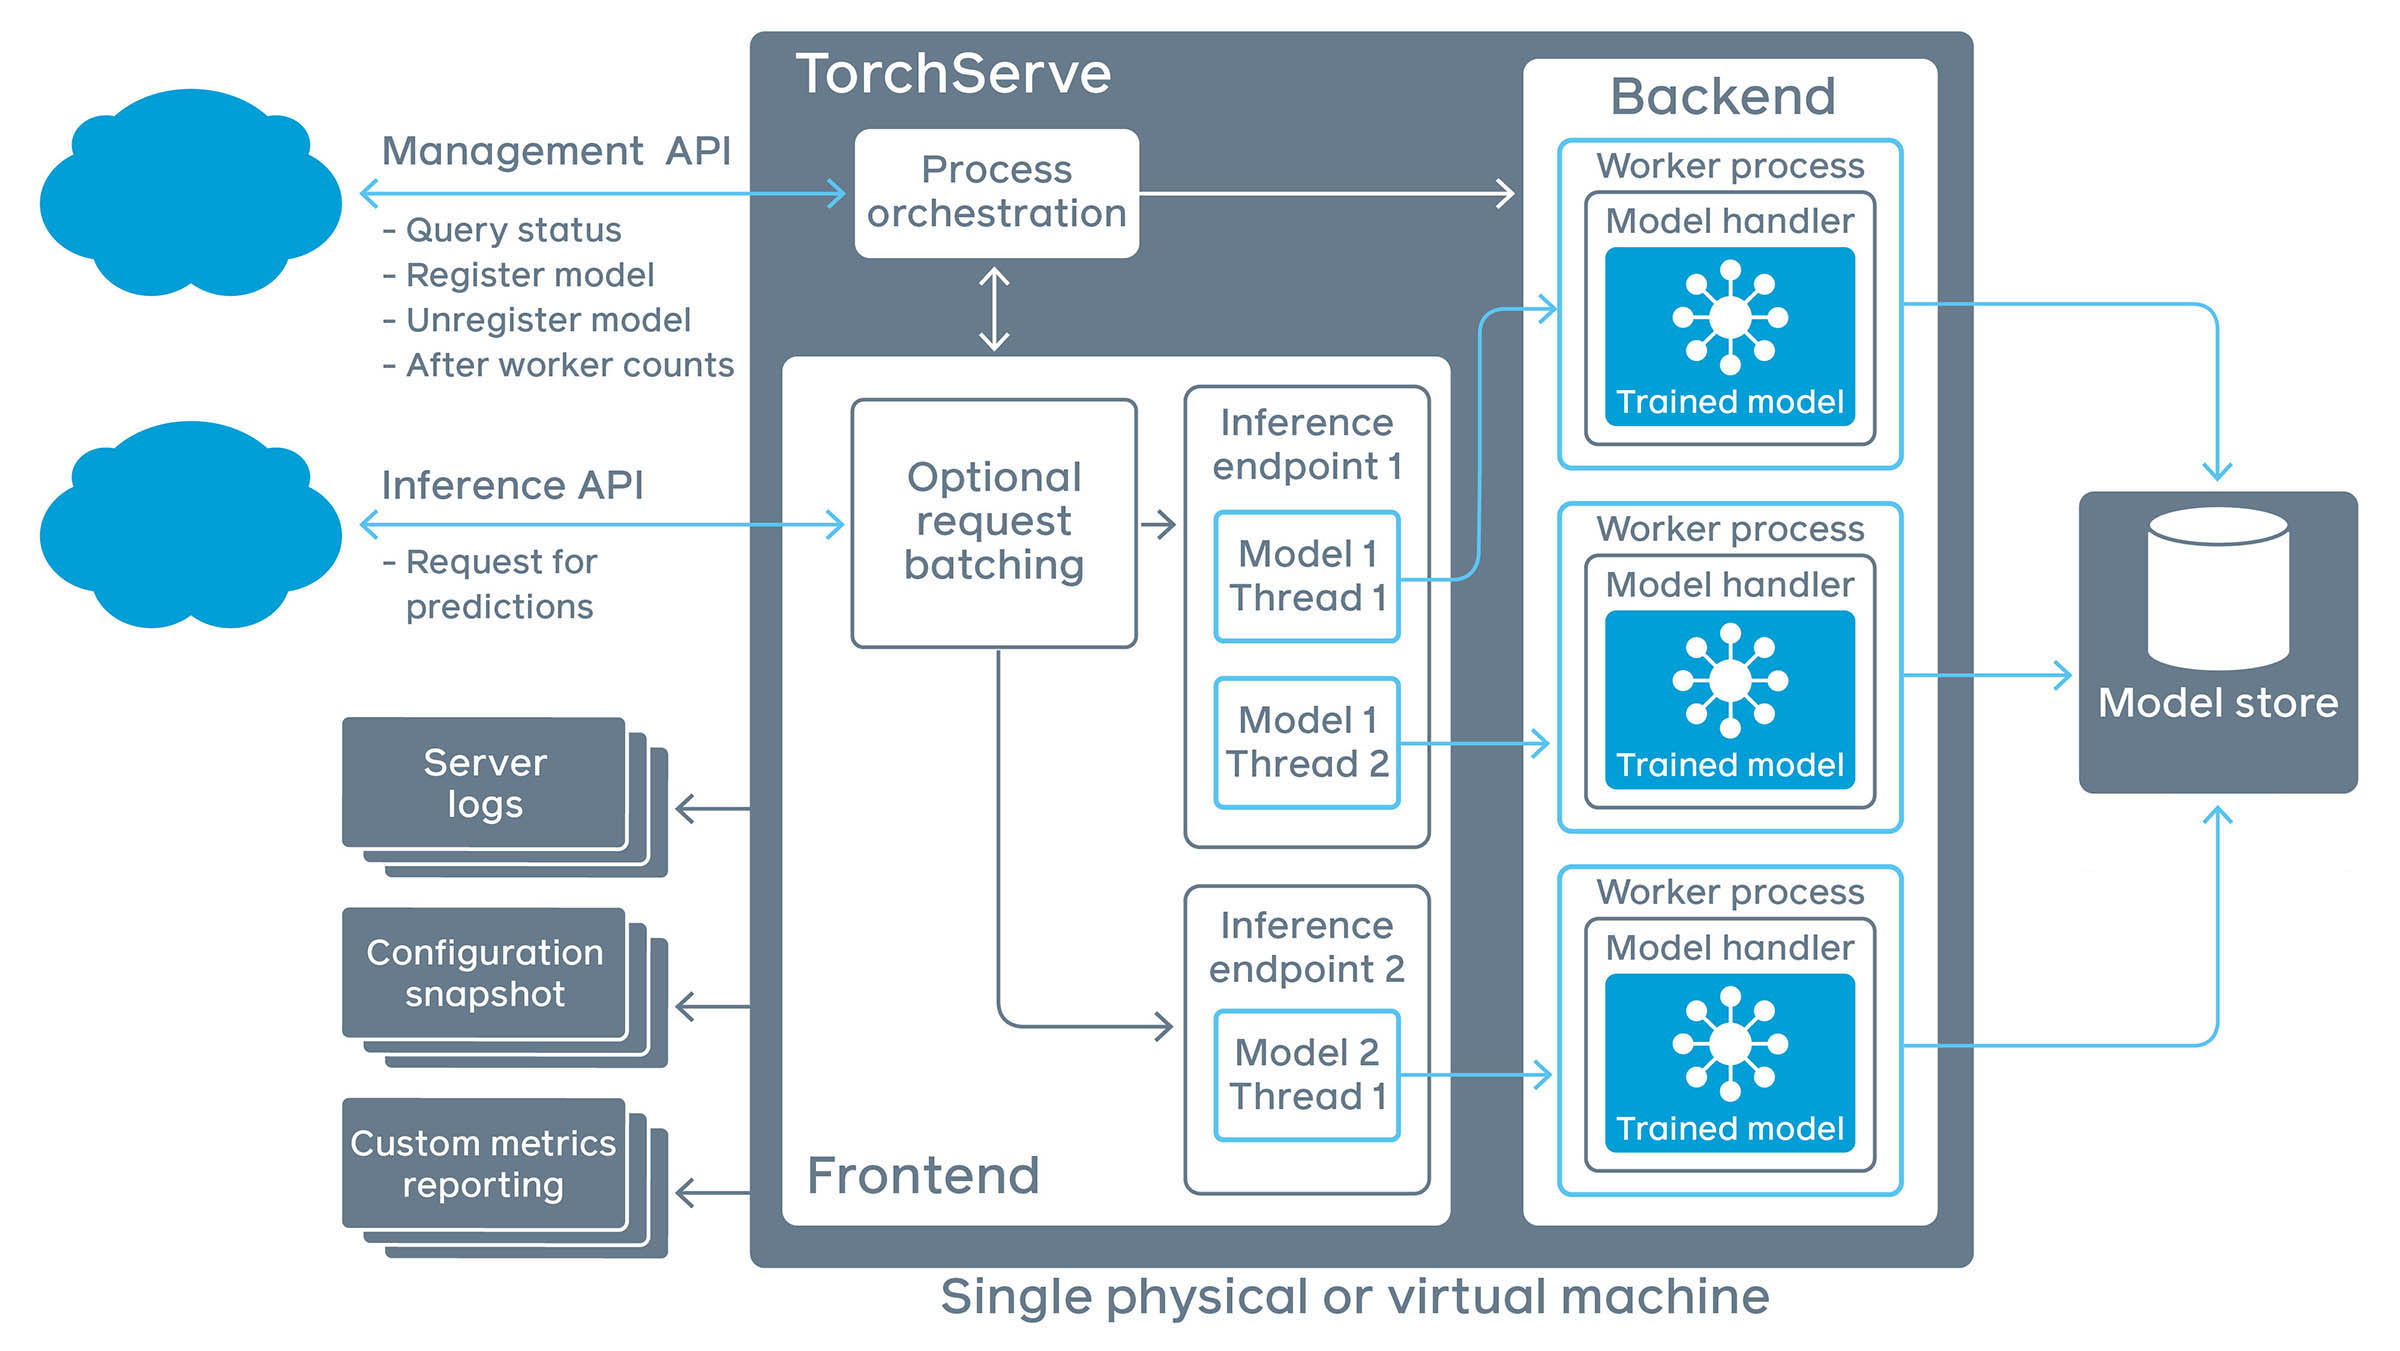 TorchServe
Backend
Management API
- Query status
- Register model
- Unregister model
- After worker counts
Process
orchestration
Inference API
- Request for
predictions
Optional
request
batching
Inference
endpoint 1
Model 1
Thread 1
Model 1
Thread 2
Inference
endpoint 2
Model 2
Thread 1
Frontend
Worker process
Model handler
Trained model
Worker process
Model handler
Trained model
Worker process
Model handler
Trained model
Model store
Server
logs
Configuration
snapshot
Custom metrics
reporting
Single physical or virtual machine